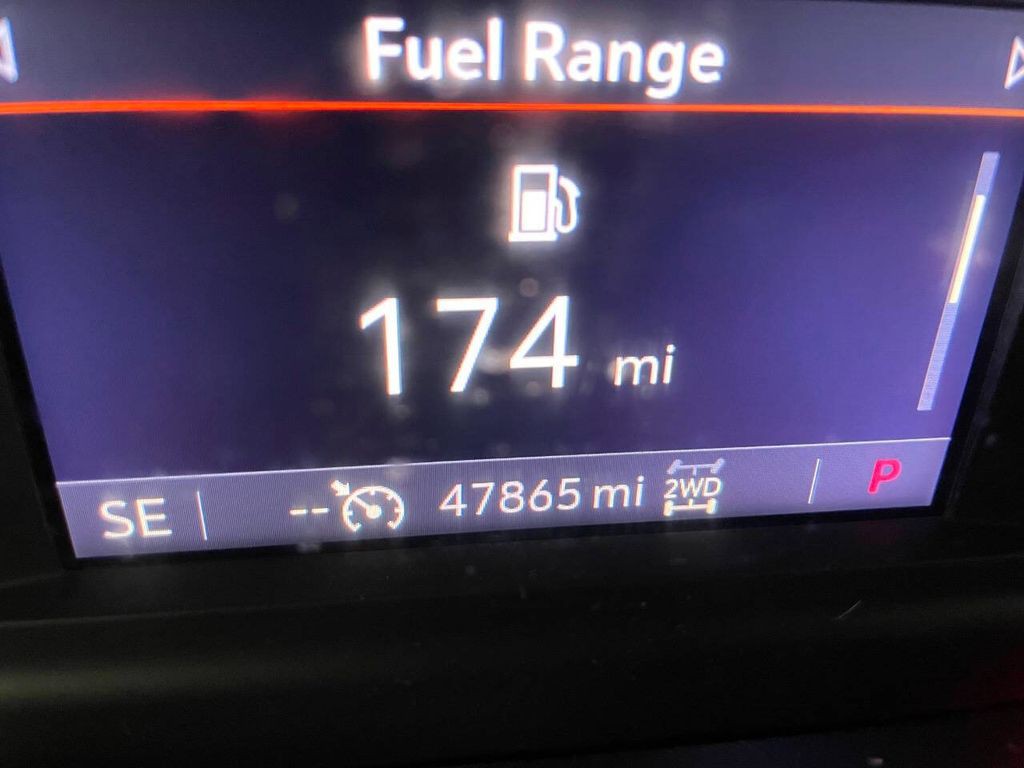 Fuel Range
174 mi
SE -- 47865 mi 2WD P